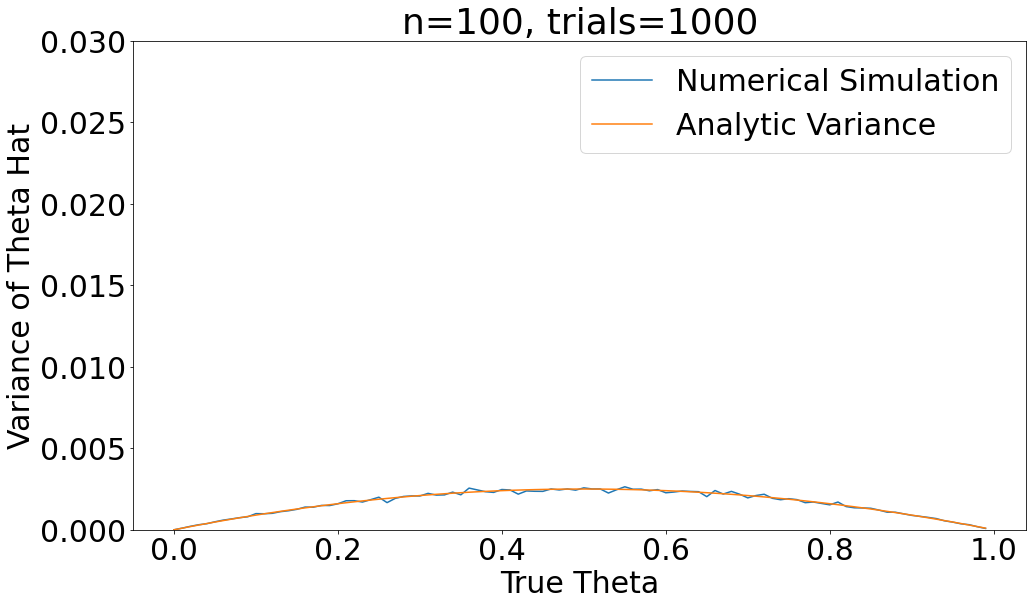 n=100, trials=1000
Numerical Simulation
Analytic Variance
Variance of Theta Hat
0.030
0.025
0.020
0.015
0.010
0.005
0.000
0.0 0.2 0.4 0.6 0.8 1.0
True Theta